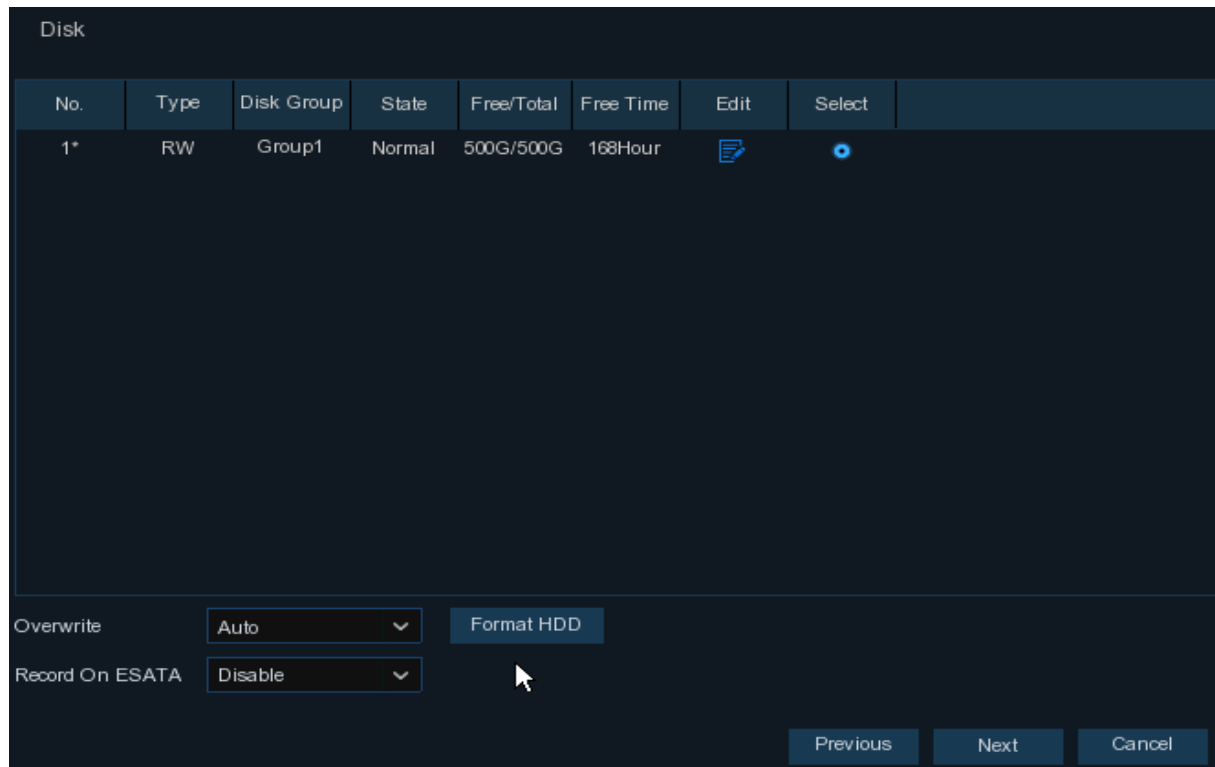 Disk
No. Type Disk Group State Free/Total Free Time Edit Select
1* RW Group1 Normal 500G/500G 168Hour
Overwrite Auto Format HDD
Record On ESATA Disable
Previous Next Cancel